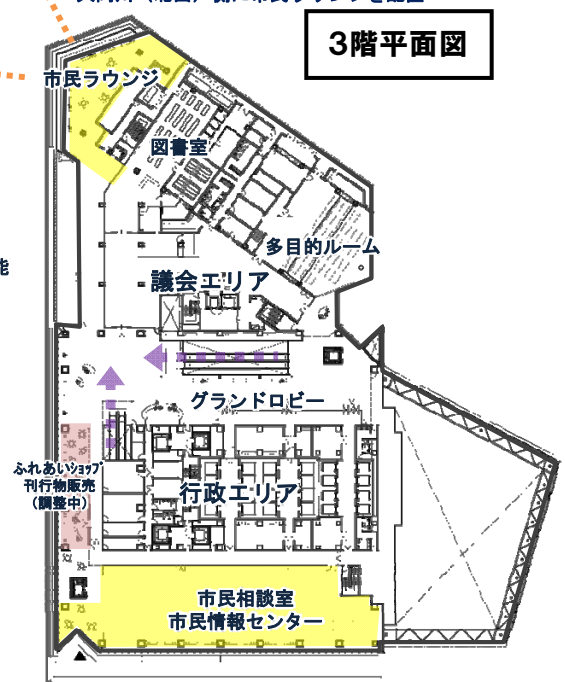 3階平面図
市民ラウンジ
図書室
多目的ルーム
議会エリア
グランドロビー
ふれあいショップ
刊行物販売
(調整中)
行政エリア
市民相談室
市民情報センター
能